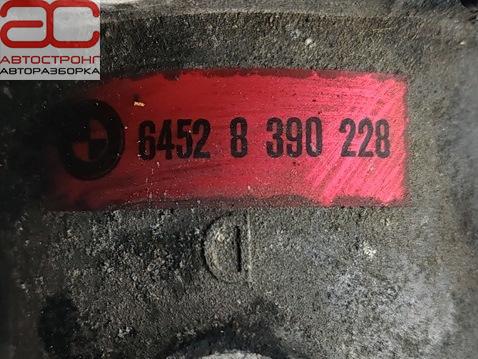 ас
АВТОСТРОНГ
АВТОРАЗБОРКА
6452 8 390 228
D